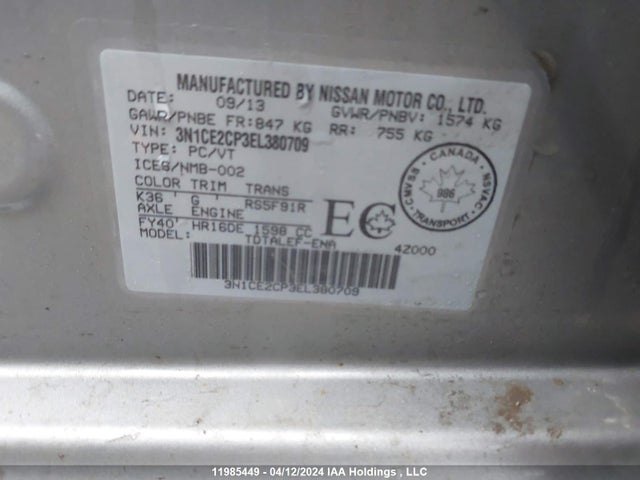 MANUFACTURED BY NISSAN MOTOR CO., LTD.
DATE: 09/13 GVWR/PNBV: 1574 KG
GAWR/PNBE FR: 847 KG RR: 755 KG
VIN: 3N1CE2CP3EL380709
TYPE: PC/VT
ICES/NMB-002
COLOR TRIM TRANS
K36 ' G ' RS5F91R
AXLE ENGINE
FY40' HR16DE 1598 CC
MODEL: TDTALEF-ENA
EC
4Z000
CANADA
NSVAC
986
TRANSPORT
BSNAC
3N1CE2CP3EL380709
11985449 - 04/12/2024 IAA Holdings , LLC